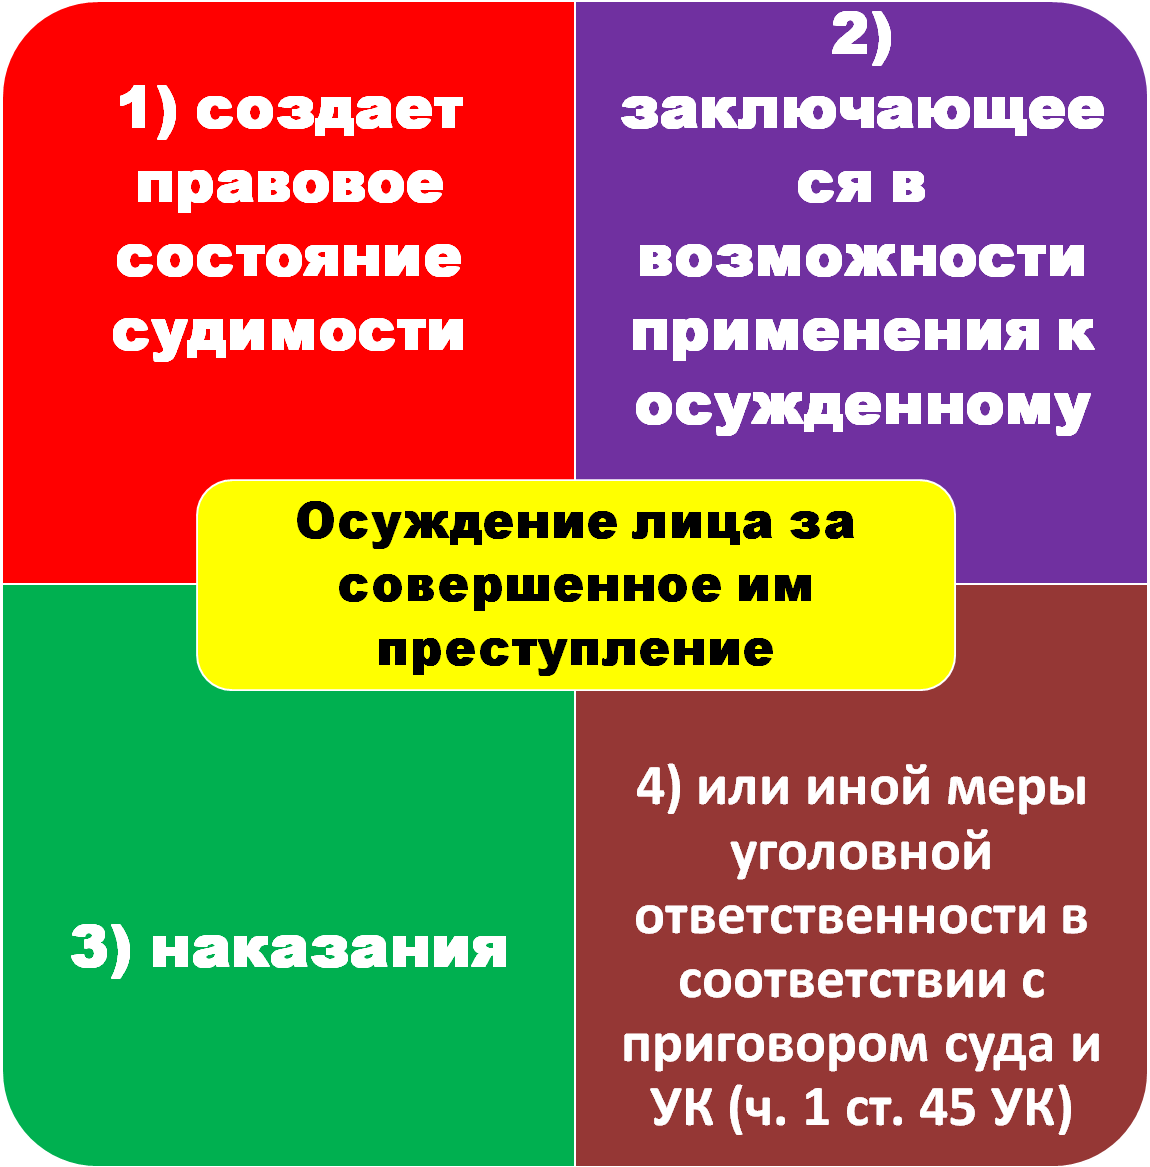 1) создает
правовое
состояние
судимости
2)
заключающее
ся в
возможности
применения к
осужденному
Осуждение лица за
совершенное им
преступление
3) наказания
4) или иной меры
уголовной
ответственности в
соответствии с
приговором суда и
УК (ч. 1 ст. 45 УК)